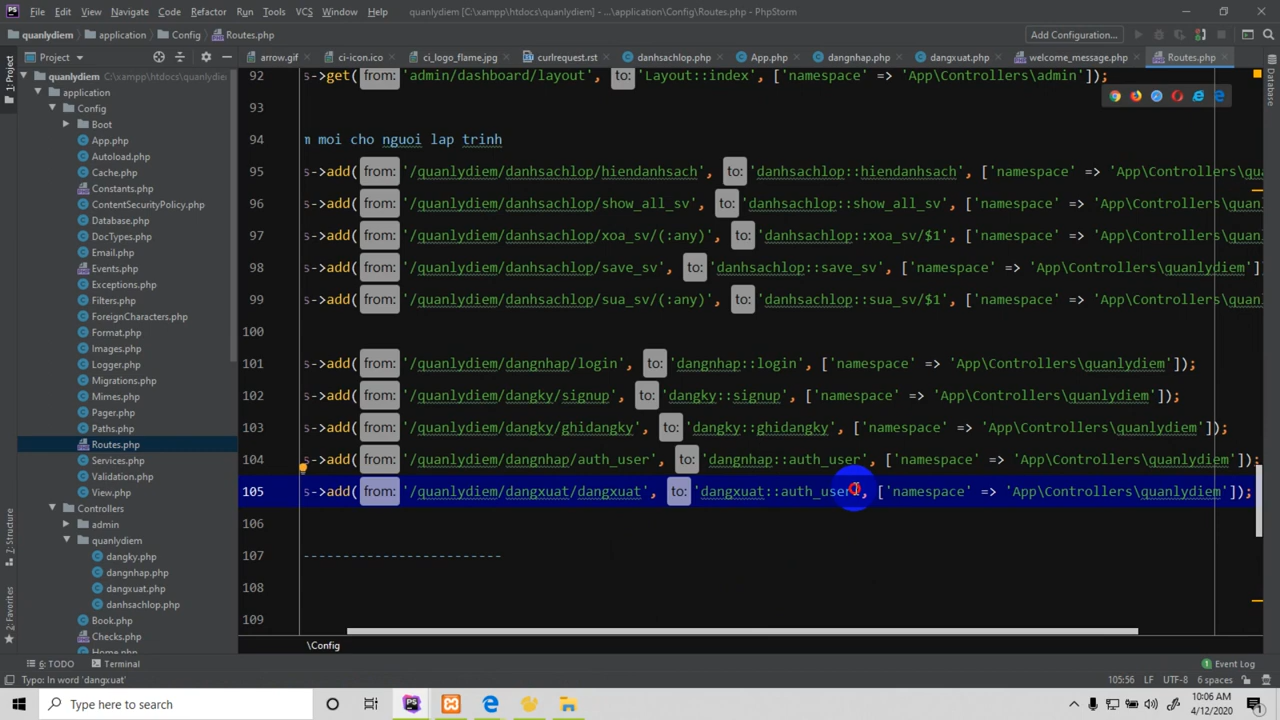 File Edit View Navigate Code Refactor Run Tools VCS Window Help quanlydiem [C:\xampp\htdocs\quanlydiem] - ...\application\Config\Routes.php - PhpStorm
quanlydiem application Config Routes.php Add Configuration...
Project arrow.gif ci-icon.ico ci_logo_flame.jpg curlrequest.rst danhsachlop.php App.php dangnhap.php dangxuat.php welcome_message.php Routes.php
1: Project
7: Structure
2: Favorites
Database
quanlydiem C:\xampp\htdocs\quanlydiem
application
Config
Boot
App.php
Autoload.php
Cache.php
Constants.php
ContentSecurityPolicy.php
Database.php
DocTypes.php
Email.php
Events.php
Exceptions.php
Filters.php
ForeignCharacters.php
Format.php
Images.php
Logger.php
Migrations.php
Mimes.php
Pager.php
Paths.php
Routes.php
Services.php
Validation.php
View.php
Controllers
admin
quanlydiem
dangky.php
dangnhap.php
dangxuat.php
danhsachlop.php
Book.php
Checks.php
Home.php
92 s->get( from: 'admin/dashboard/layout', to: 'Layout::index', ['namespace' => 'App\Controllers\admin']);
93
94 m moi cho nguoi lap trinh
95 s->add( from: '/quanlydiem/danhsachlop/hiendanhsach', to: 'danhsachlop::hiendanhsach', ['namespace' => 'App\Controllers\qua
96 s->add( from: '/quanlydiem/danhsachlop/show_all_sv', to: 'danhsachlop::show_all_sv', ['namespace' => 'App\Controllers\quan
97 s->add( from: '/quanlydiem/danhsachlop/xoa_sv/(:any)', to: 'danhsachlop::xoa_sv/$1', ['namespace' => 'App\Controllers\quan
98 s->add( from: '/quanlydiem/danhsachlop/save_sv', to: 'danhsachlop::save_sv', ['namespace' => 'App\Controllers\quanlydiem']
99 s->add( from: '/quanlydiem/danhsachlop/sua_sv/(:any)', to: 'danhsachlop::sua_sv/$1', ['namespace' => 'App\Controllers\quan
100
101 s->add( from: '/quanlydiem/dangnhap/login', to: 'dangnhap::login', ['namespace' => 'App\Controllers\quanlydiem']);
102 s->add( from: '/quanlydiem/dangky/signup', to: 'dangky::signup', ['namespace' => 'App\Controllers\quanlydiem']);
103 s->add( from: '/quanlydiem/dangky/ghidangky', to: 'dangky::ghidangky', ['namespace' => 'App\Controllers\quanlydiem']);
104 s->add( from: '/quanlydiem/dangnhap/auth_user', to: 'dangnhap::auth_user', ['namespace' => 'App\Controllers\quanlydiem']);
105 s->add( from: '/quanlydiem/dangxuat/dangxuat', to: 'dangxuat::auth_user', ['namespace' => 'App\Controllers\quanlydiem']);
106
107 -------------------------
108
109
\Config
6: TODO Terminal Event Log
Typo: In word 'dangxuat' 105:56 LF UTF-8 6 spaces
Type here to search
10:06 AM
4/12/2020